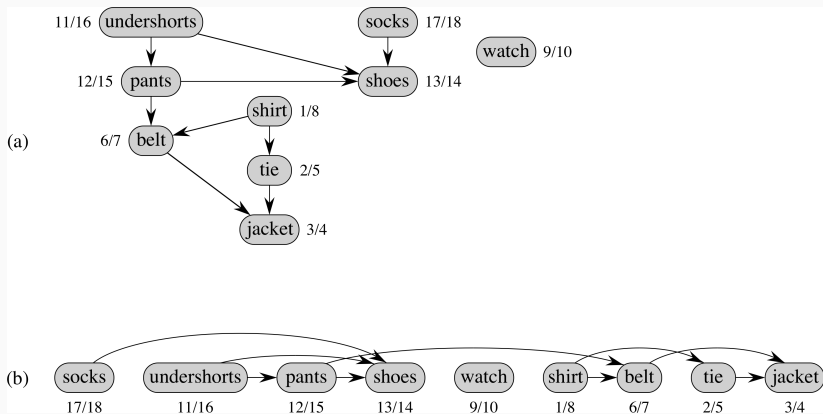 11/16 undershorts socks 17/18
watch 9/10
12/15 pants shoes 13/14
shirt 1/8
(a) 6/7 belt
tie 2/5
jacket 3/4
(b) socks undershorts pants shoes watch shirt belt tie jacket
17/18 11/16 12/15 13/14 9/10 1/8 6/7 2/5 3/4